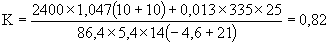 K = \frac{2400×1,047(10 + 10) + 0,013×335×25}{86,4×5,4×14(− 4,6 + 21)} = 0,82